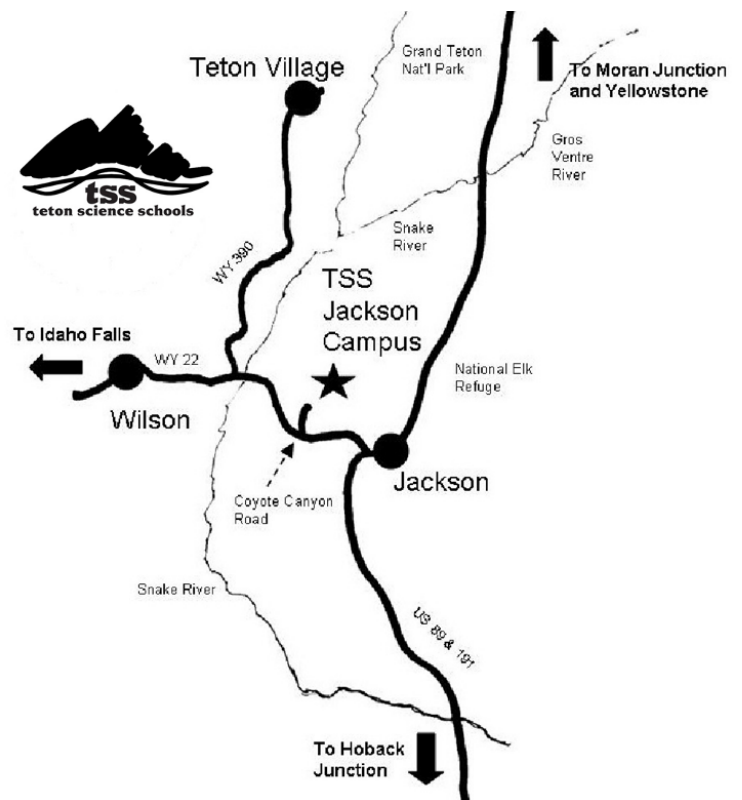 Grand Teton
Nat'l Park
Teton Village
To Moran Junction
and Yellowstone
tss
teton science schools
Gros
Ventre
River
Snake
River
WY 390
TSS
Jackson
Campus
To Idaho Falls
WY 22
National Elk
Refuge
Wilson
Jackson
Coyote Canyon
Road
Snake River
US 89 & 191
To Hoback
Junction